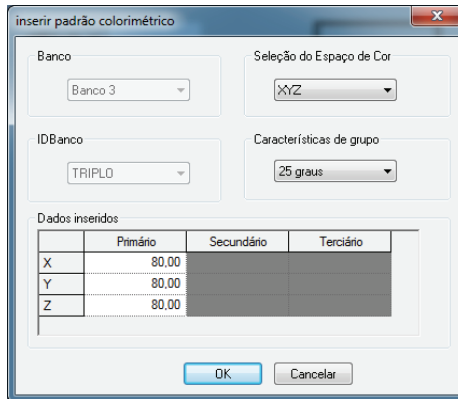 inserir padrão colorimétrico
x
Banco
Banco 3
Seleção do Espaço de Cor
XYZ
IDBanco
TRIPLO
Características de grupo
25 graus
Dados inseridos
Primário Secundário Terciário
X 80,00
Y 80,00
Z 80,00
OK Cancelar